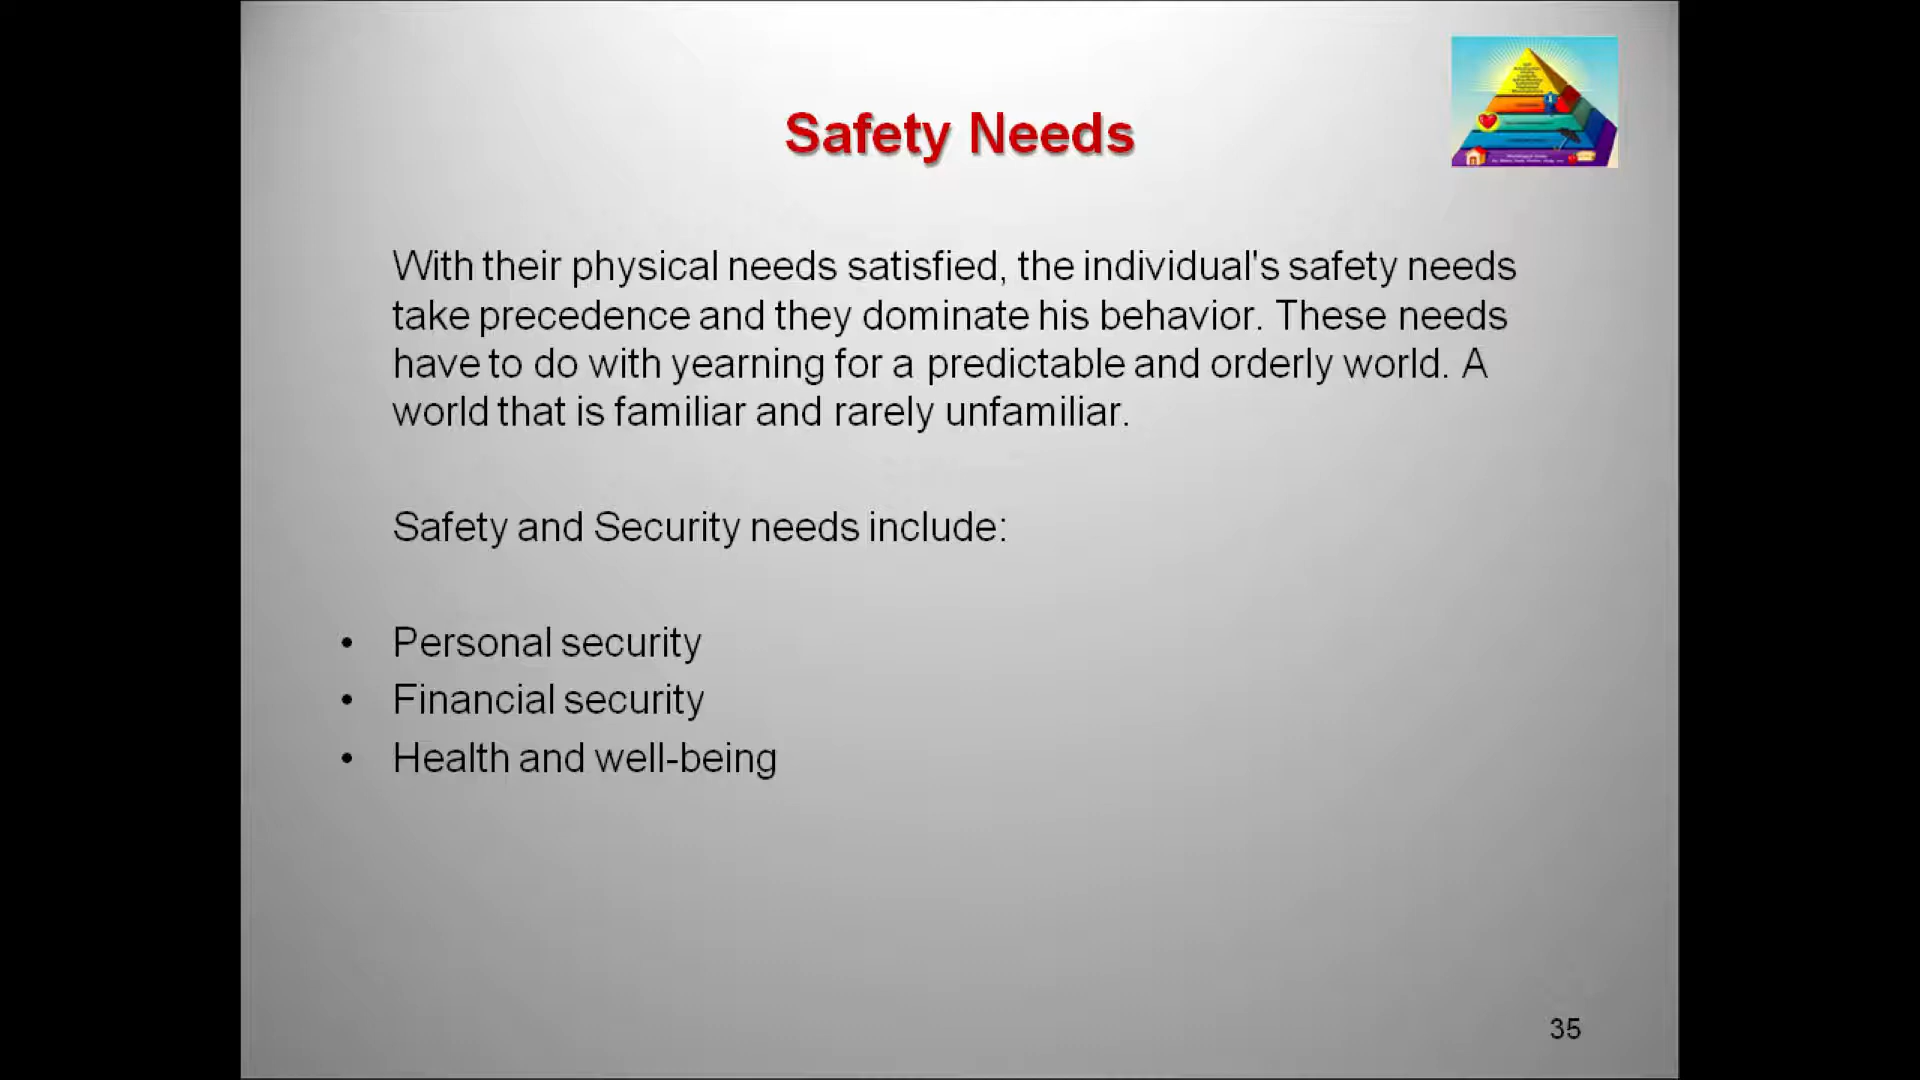 Safety Needs
With their physical needs satisfied, the individual's safety needs
take precedence and they dominate his behavior. These needs
have to do with yearning for a predictable and orderly world. A
world that is familiar and rarely unfamiliar.
Safety and Security needs include:
• Personal security
• Financial security
• Health and well-being
35